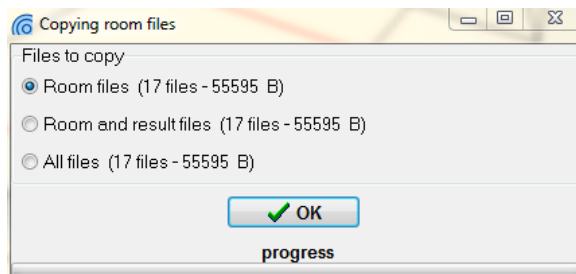 Copying room files
Files to copy
Room files (17 files - 55595 B)
Room and result files (17 files - 55595 B)
All files (17 files - 55595 B)
OK
progress